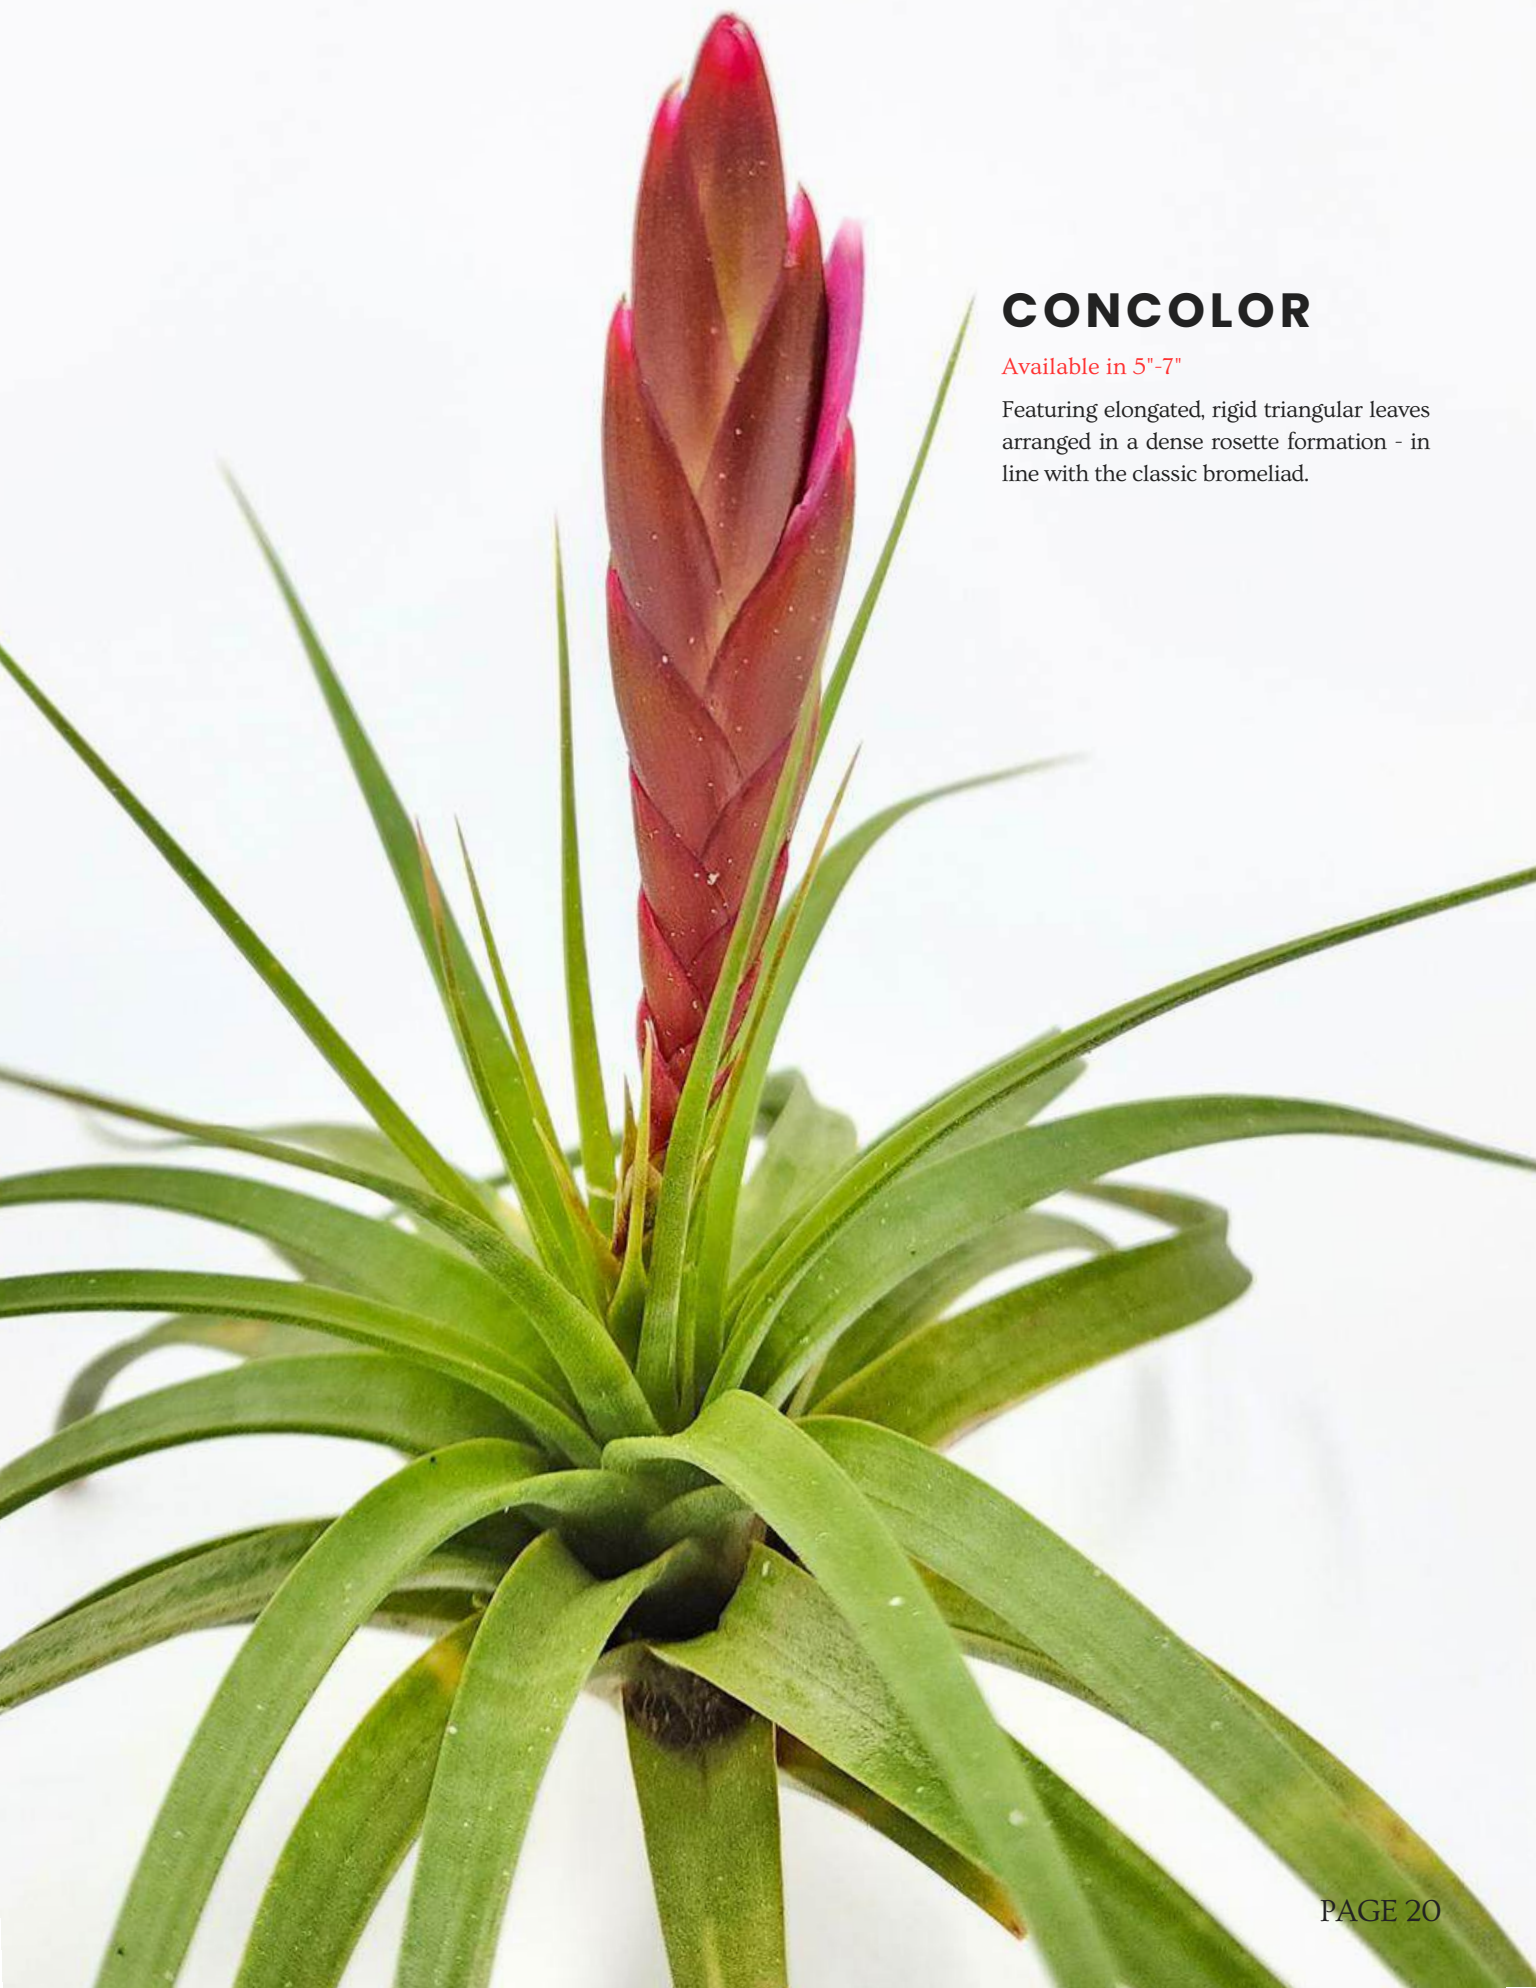 CONCOLOR
Available in 5"-7"
Featuring elongated, rigid triangular leaves
arranged in a dense rosette formation - in
line with the classic bromeliad.
PAGE 20